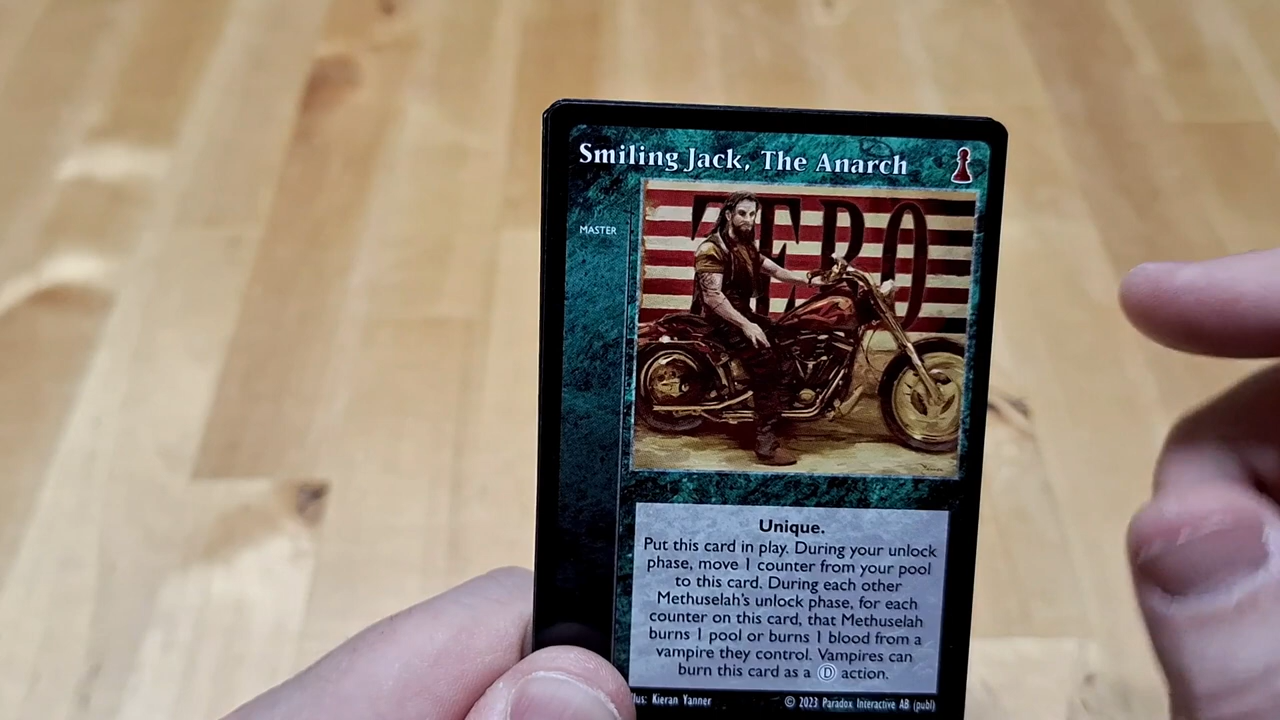 Smiling Jack, The Anarch
MASTER
ZERO
Unique.
Put this card in play. During your unlock
phase, move 1 counter from your pool
to this card. During each other
Methuselah's unlock phase, for each
counter on this card, that Methuselah
burns 1 pool or burns 1 blood from a
vampire they control. Vampires can
burn this card as a Ⓓ action.
llus: Kieran Yanner
© 2023 Paradox Interactive AB (publ)